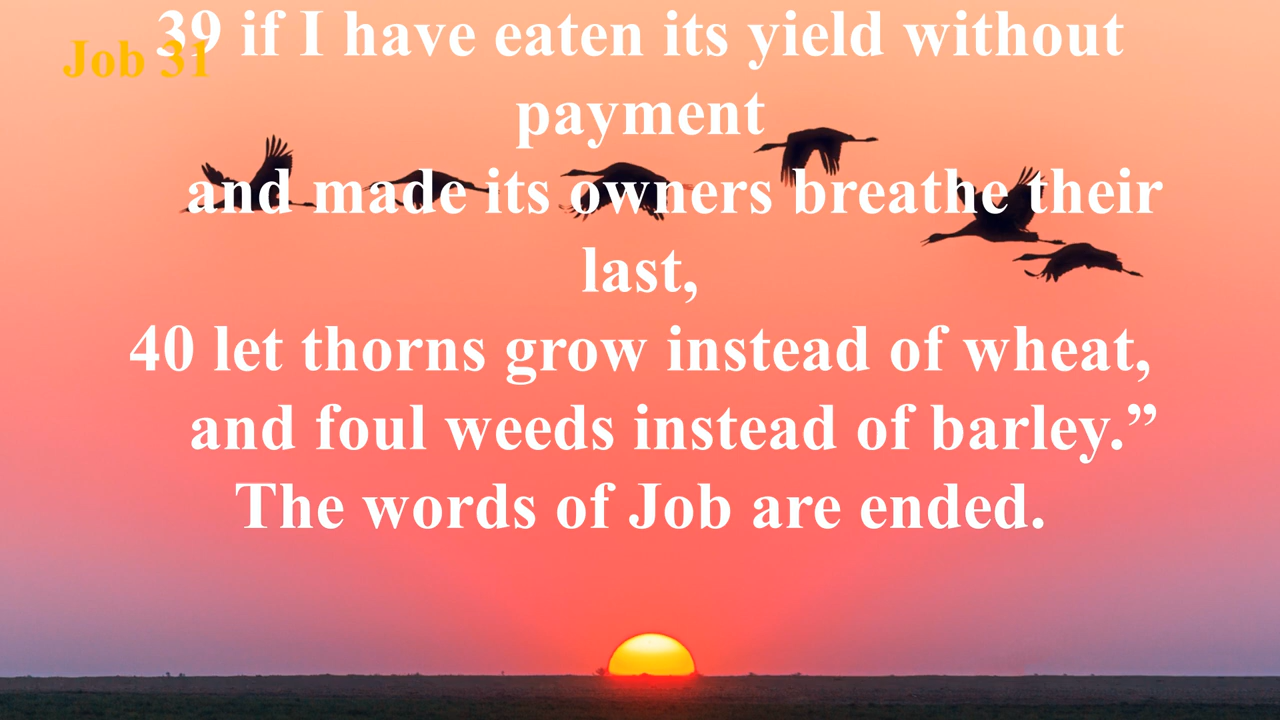 Job 31
39 if I have eaten its yield without
payment
and made its owners breathe their
last,
40 let thorns grow instead of wheat,
and foul weeds instead of barley.”
The words of Job are ended.